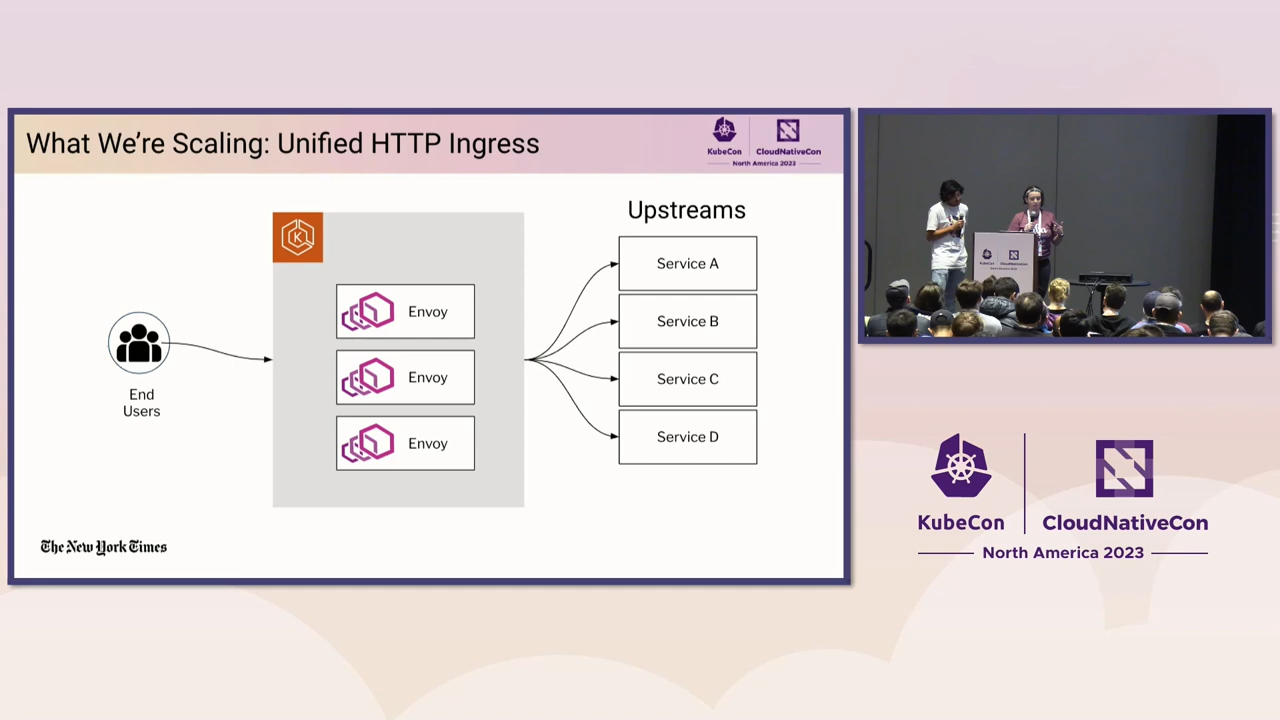 What We're Scaling: Unified HTTP Ingress
KubeCon
CloudNativeCon
North America 2023
Upstreams
K
Service A
Envoy
Service B
Envoy
Service C
End
Users
Envoy
Service D
The New York Times
KubeCon
CloudNativeCon
North America 2023